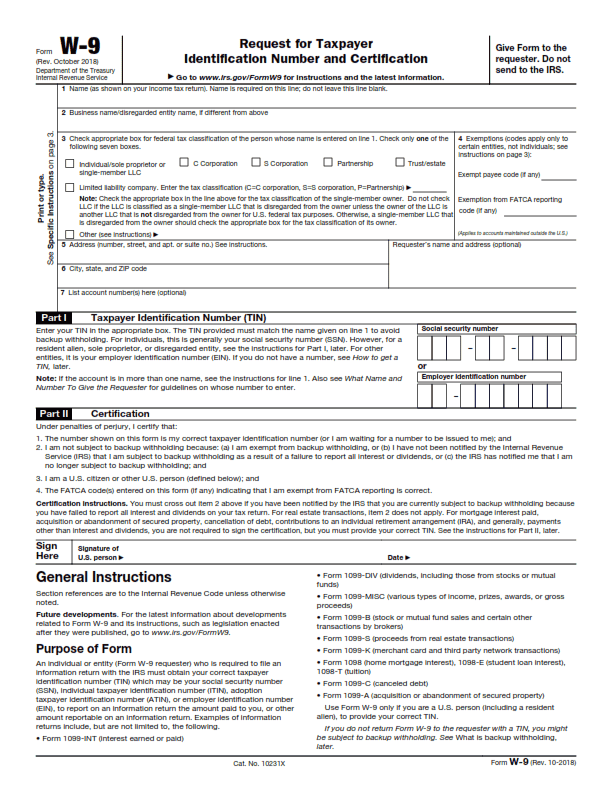 Form W-9
(Rev. October 2018)
Department of the Treasury
Internal Revenue Service
Request for Taxpayer
Identification Number and Certification
▶ Go to www.irs.gov/FormW9 for instructions and the latest information.
Give Form to the
requester. Do not
send to the IRS.
Print or type.
See Specific Instructions on page 3.
1 Name (as shown on your income tax return). Name is required on this line; do not leave this line blank.
2 Business name/disregarded entity name, if different from above
3 Check appropriate box for federal tax classification of the person whose name is entered on line 1. Check only one of the
following seven boxes.
Individual/sole proprietor or
single-member LLC
C Corporation
S Corporation
Partnership
Trust/estate
Limited liability company. Enter the tax classification (C=C corporation, S=S corporation, P=Partnership) ▶
Note: Check the appropriate box in the line above for the tax classification of the single-member owner. Do not check
LLC if the LLC is classified as a single-member LLC that is disregarded from the owner unless the owner of the LLC is
another LLC that is not disregarded from the owner for U.S. federal tax purposes. Otherwise, a single-member LLC that
is disregarded from the owner should check the appropriate box for the tax classification of its owner.
Other (see instructions) ▶
4 Exemptions (codes apply only to
certain entities, not individuals; see
instructions on page 3):
Exempt payee code (if any)
Exemption from FATCA reporting
code (if any)
(Applies to accounts maintained outside the U.S.)
5 Address (number, street, and apt. or suite no.) See instructions.
Requester's name and address (optional)
6 City, state, and ZIP code
7 List account number(s) here (optional)
Part I Taxpayer Identification Number (TIN)
Enter your TIN in the appropriate box. The TIN provided must match the name given on line 1 to avoid
backup withholding. For individuals, this is generally your social security number (SSN). However, for a
resident alien, sole proprietor, or disregarded entity, see the instructions for Part I, later. For other
entities, it is your employer identification number (EIN). If you do not have a number, see How to get a
TIN, later.
Note: If the account is in more than one name, see the instructions for line 1. Also see What Name and
Number To Give the Requester for guidelines on whose number to enter.
Social security number
– –
or
Employer identification number
–
Part II Certification
Under penalties of perjury, I certify that:
1. The number shown on this form is my correct taxpayer identification number (or I am waiting for a number to be issued to me); and
2. I am not subject to backup withholding because: (a) I am exempt from backup withholding, or (b) I have not been notified by the Internal Revenue
Service (IRS) that I am subject to backup withholding as a result of a failure to report all interest or dividends, or (c) the IRS has notified me that I am
no longer subject to backup withholding; and
3. I am a U.S. citizen or other U.S. person (defined below); and
4. The FATCA code(s) entered on this form (if any) indicating that I am exempt from FATCA reporting is correct.
Certification instructions. You must cross out item 2 above if you have been notified by the IRS that you are currently subject to backup withholding because
you have failed to report all interest and dividends on your tax return. For real estate transactions, item 2 does not apply. For mortgage interest paid,
acquisition or abandonment of secured property, cancellation of debt, contributions to an individual retirement arrangement (IRA), and generally, payments
other than interest and dividends, you are not required to sign the certification, but you must provide your correct TIN. See the instructions for Part II, later.
Sign
Here
Signature of
U.S. person ▶
Date ▶
General Instructions
Section references are to the Internal Revenue Code unless otherwise
noted.
Future developments. For the latest information about developments
related to Form W-9 and its instructions, such as legislation enacted
after they were published, go to www.irs.gov/FormW9.
Purpose of Form
An individual or entity (Form W-9 requester) who is required to file an
information return with the IRS must obtain your correct taxpayer
identification number (TIN) which may be your social security number
(SSN), individual taxpayer identification number (ITIN), adoption
taxpayer identification number (ATIN), or employer identification number
(EIN), to report on an information return the amount paid to you, or other
amount reportable on an information return. Examples of information
returns include, but are not limited to, the following.
• Form 1099-INT (interest earned or paid)
• Form 1099-DIV (dividends, including those from stocks or mutual
funds)
• Form 1099-MISC (various types of income, prizes, awards, or gross
proceeds)
• Form 1099-B (stock or mutual fund sales and certain other
transactions by brokers)
• Form 1099-S (proceeds from real estate transactions)
• Form 1099-K (merchant card and third party network transactions)
• Form 1098 (home mortgage interest), 1098-E (student loan interest),
1098-T (tuition)
• Form 1099-C (canceled debt)
• Form 1099-A (acquisition or abandonment of secured property)
Use Form W-9 only if you are a U.S. person (including a resident
alien), to provide your correct TIN.
If you do not return Form W-9 to the requester with a TIN, you might
be subject to backup withholding. See What is backup withholding,
later.
Cat. No. 10231X
Form W-9 (Rev. 10-2018)